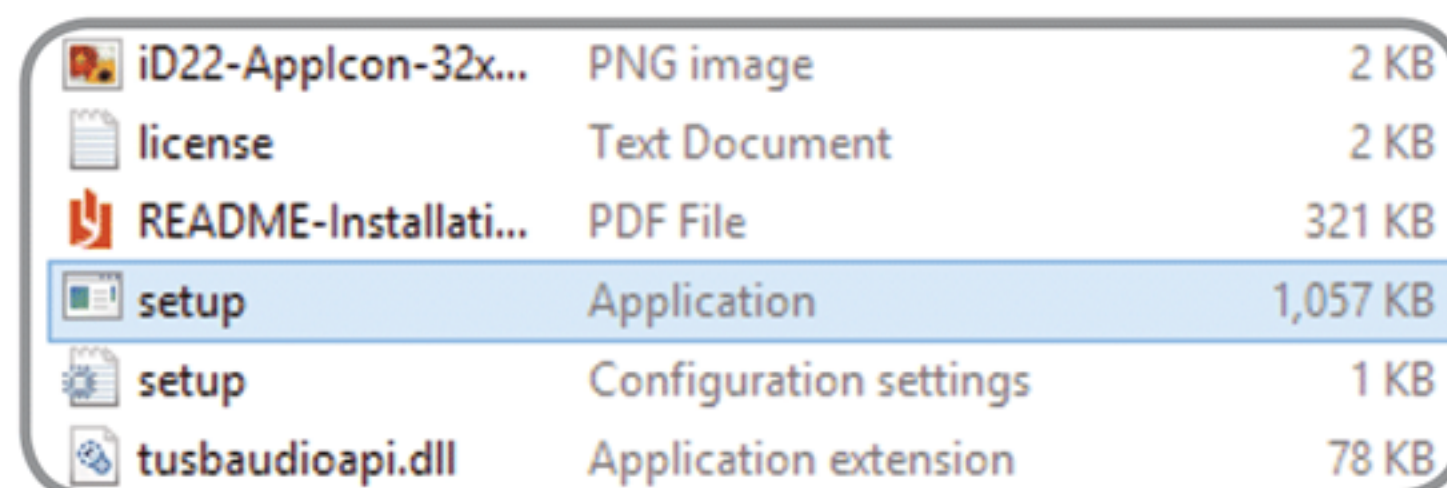 iD22-AppIcon-32x... PNG image 2 KB
license Text Document 2 KB
README-Installati... PDF File 321 KB
setup Application 1,057 KB
setup Configuration settings 1 KB
tusbaudioapi.dll Application extension 78 KB